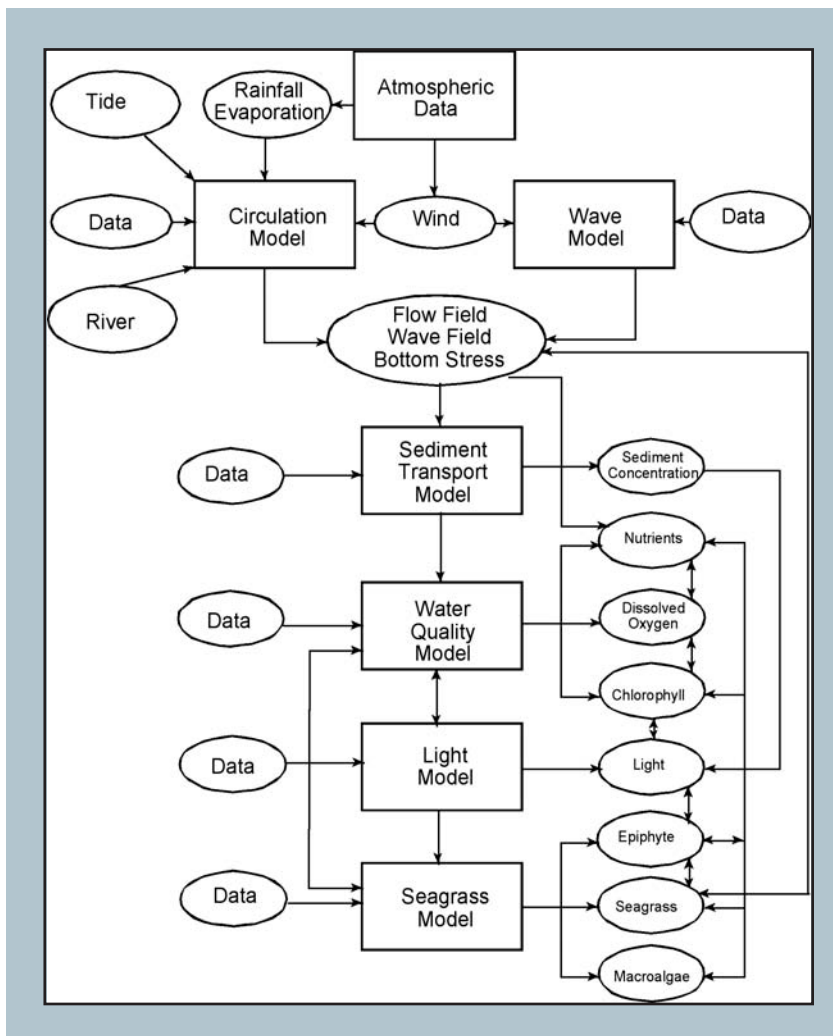 Tide
Rainfall
Evaporation
Atmospheric
Data
Data
Circulation
Model
Wind
Wave
Model
Data
River
Flow Field
Wave Field
Bottom Stress
Data
Sediment
Transport
Model
Sediment
Concentration
Nutrients
Data
Water
Quality
Model
Dissolved
Oxygen
Chlorophyll
Data
Light
Model
Light
Epiphyte
Data
Seagrass
Model
Seagrass
Macroalgae